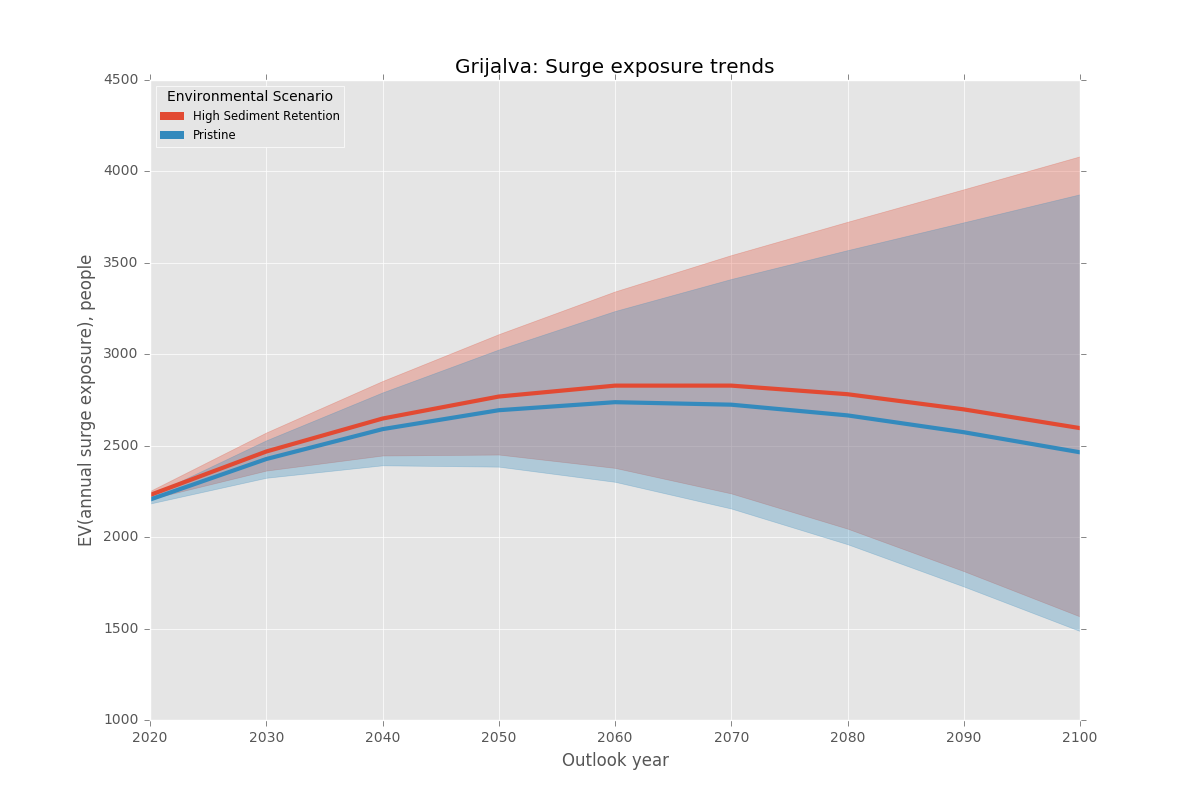 Grijalva: Surge exposure trends
Environmental Scenario
High Sediment Retention
Pristine
EV(annual surge exposure), people
4500
4000
3500
3000
2500
2000
1500
1000
2020 2030 2040 2050 2060 2070 2080 2090 2100
Outlook year